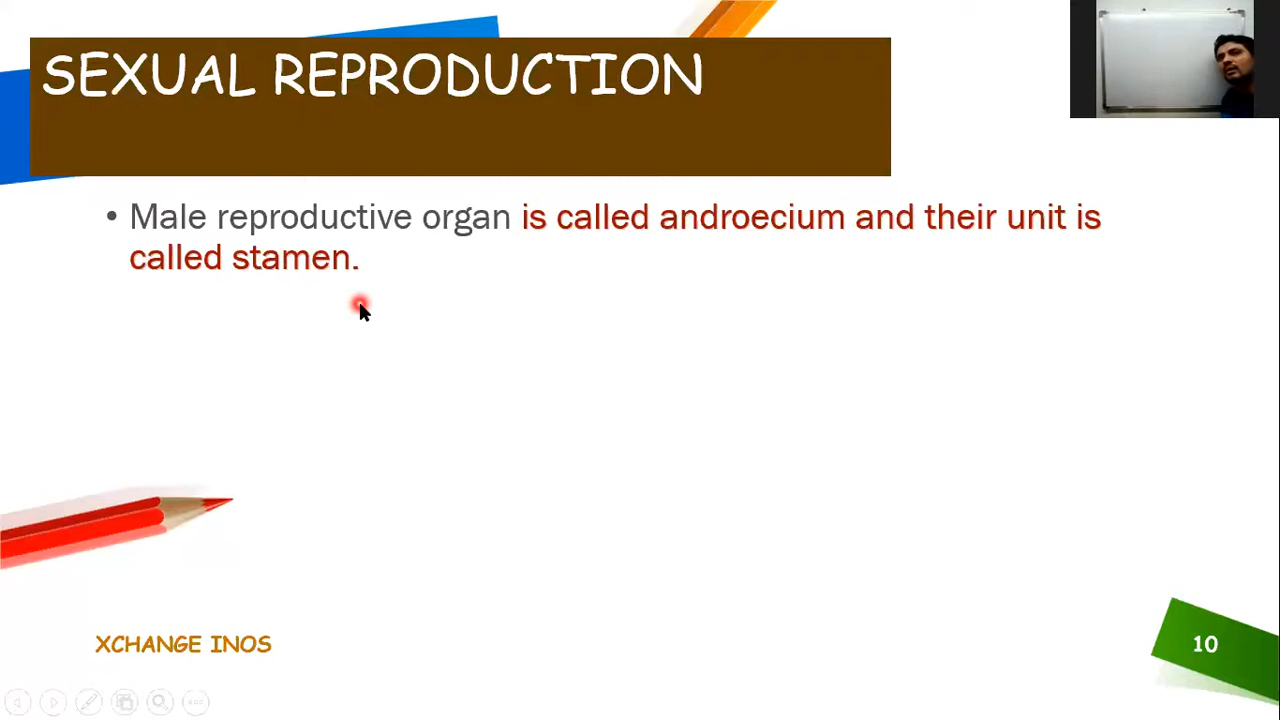 SEXUAL REPRODUCTION
• Male reproductive organ is called androecium and their unit is
called stamen.
XCHANGE INOS
10